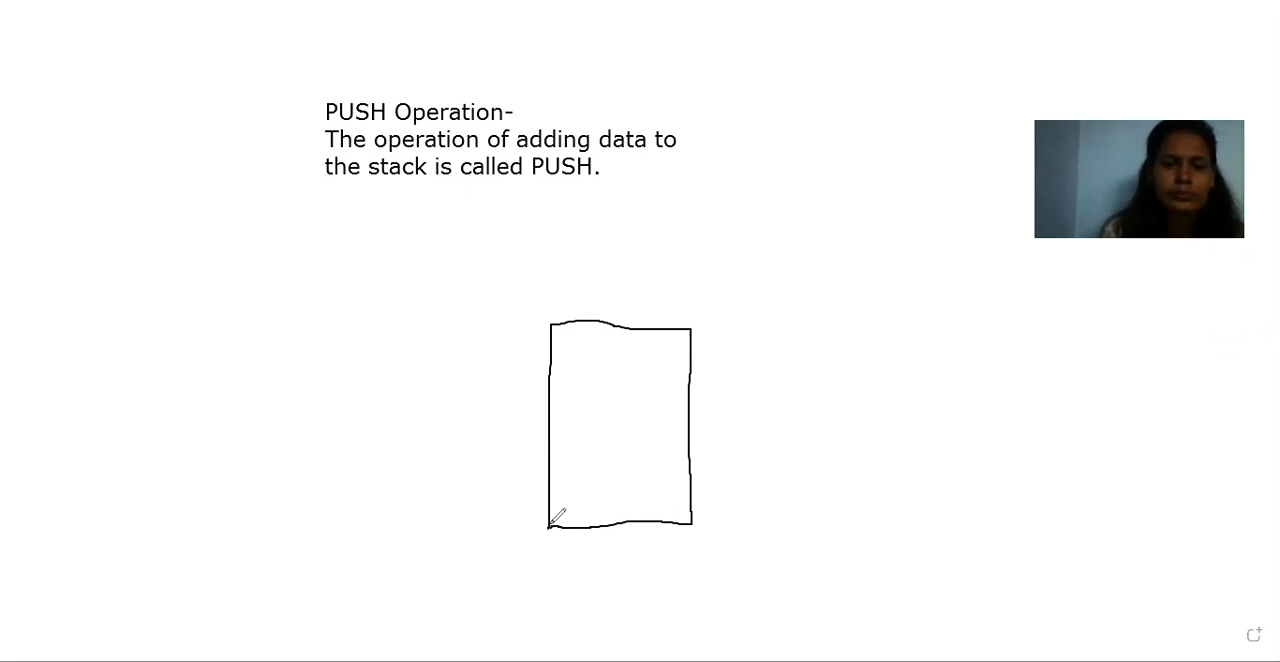 PUSH Operation-
The operation of adding data to
the stack is called PUSH.